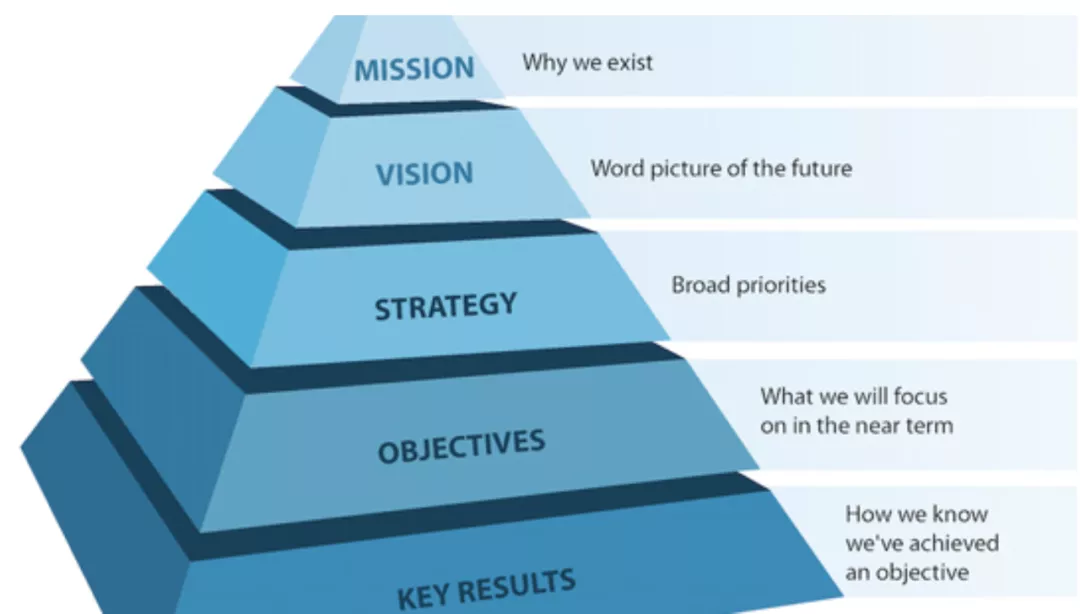 MISSION
Why we exist
VISION
Word picture of the future
STRATEGY
Broad priorities
OBJECTIVES
What we will focus
on in the near term
KEY RESULTS
How we know
we've achieved
an objective